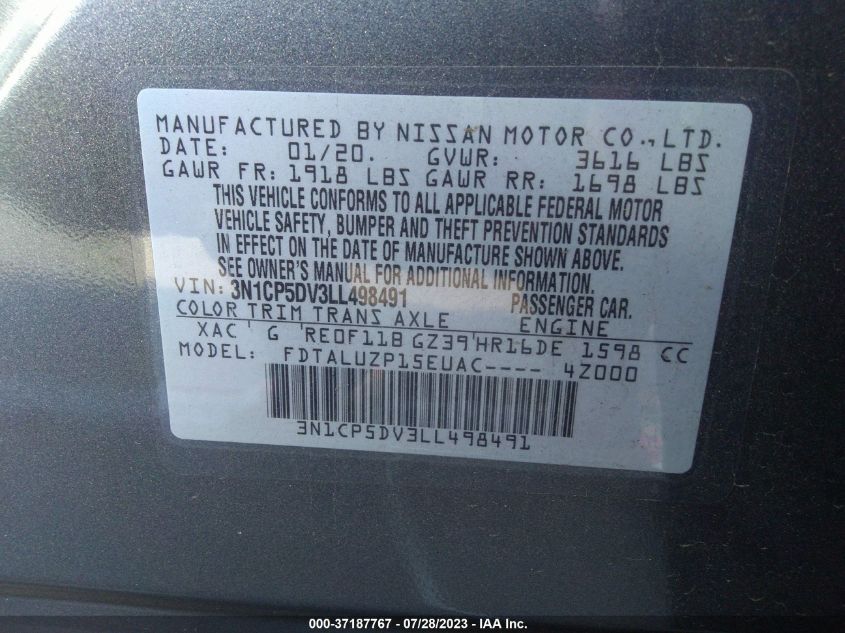 MANUFACTURED BY NISSAN MOTOR CO., LTD.
DATE: 01/20. GVWR: 3616 LBS
GAWR FR: 1918 LBS GAWR RR: 1698 LBS
THIS VEHICLE CONFORMS TO ALL APPLICABLE FEDERAL MOTOR
VEHICLE SAFETY, BUMPER AND THEFT PREVENTION STANDARDS
IN EFFECT ON THE DATE OF MANUFACTURE SHOWN ABOVE.
SEE OWNER'S MANUAL FOR ADDITIONAL INFORMATION.
VIN: 3N1CP5DV3LL498491 PASSENGER CAR.
COLOR TRIM TRANS AXLE ENGINE
XAC ' G 'RE0F11B GZ39'HR16DE 1598 CC
MODEL: FDTALUZP15EUAC---- 4Z000
3N1CP5DV3LL498491
000-37187767 / 07/28/2023 - IAA Inc.